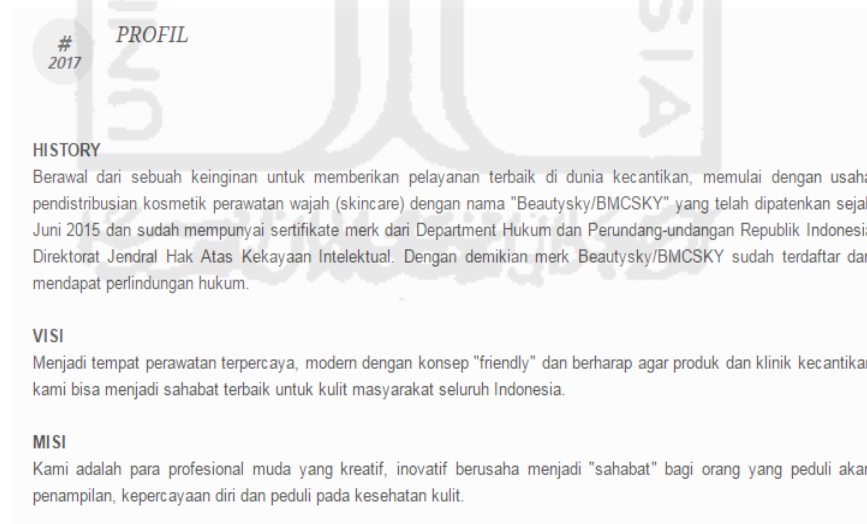 #
2017
PROFIL
HISTORY
Berawal dari sebuah keinginan untuk memberikan pelayanan terbaik di dunia kecantikan, memulai dengan usaha
pendistribusian kosmetik perawatan wajah (skincare) dengan nama "Beautysky/BMCSKY" yang telah dipatenkan seja
Juni 2015 dan sudah mempunyai sertifikate merk dari Department Hukum dan Perundang-undangan Republik Indonesi
Direktorat Jendral Hak Atas Kekayaan Intelektual. Dengan demikian merk Beautysky/BMCSKY sudah terdaftar dan
mendapat perlindungan hukum.
VISI
Menjadi tempat perawatan terpercaya, modern dengan konsep "friendly" dan berharap agar produk dan klinik kecantikan
kami bisa menjadi sahabat terbaik untuk kulit masyarakat seluruh Indonesia.
MISI
Kami adalah para profesional muda yang kreatif, inovatif berusaha menjadi "sahabat" bagi orang yang peduli akan
penampilan, kepercayaan diri dan peduli pada kesehatan kulit.